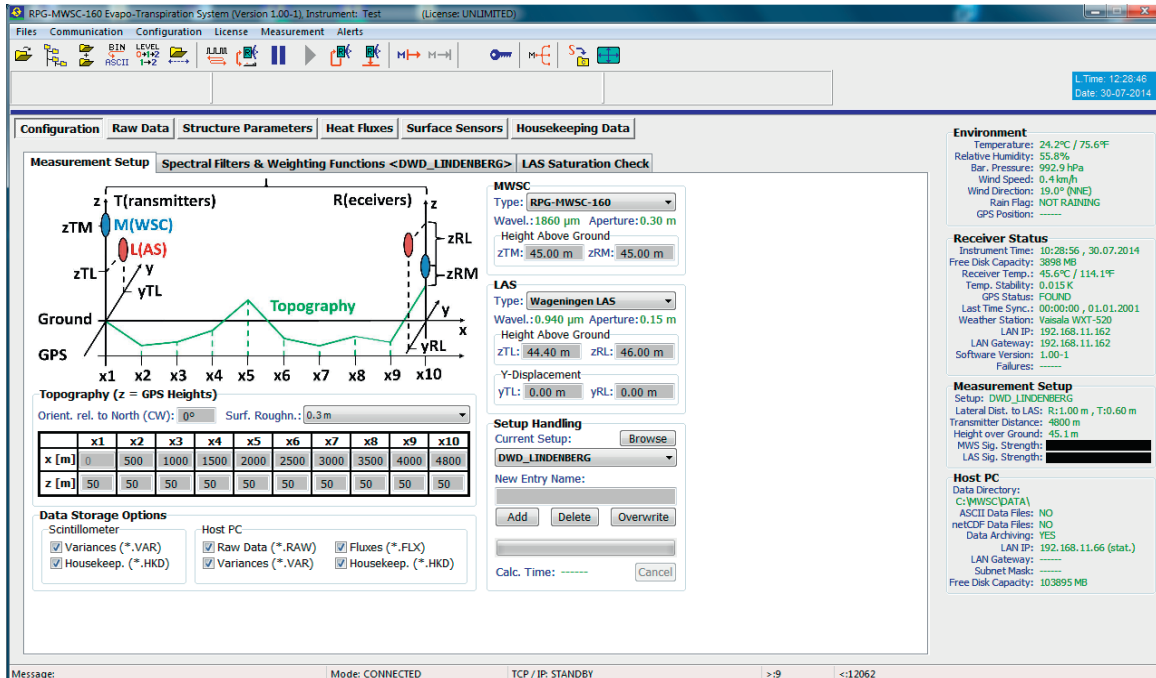 RPG-MWSC-160 Evapo-Transpiration System (Version 1.00-1), Instrument: Test (License: UNLIMITED)
Files Communication Configuration License Measurement Alerts
BIN ASCII
LEVEL 0+1+2 1→2
L.Time: 12:28:46
Date: 30-07-2014
Configuration Raw Data Structure Parameters Heat Fluxes Surface Sensors Housekeeping Data
Measurement Setup Spectral Filters & Weighting Functions <DWD_LINDENBERG> LAS Saturation Check
z T(ransmitters) R(eceivers) z
zTM M(WSC) zRL
L(AS)
zTL y zRM
yTL Topography y
Ground x
GPS yRL
x1 x2 x3 x4 x5 x6 x7 x8 x9 x10
Topography (z = GPS Heights)
Orient. rel. to North (CW): 0° Surf. Roughn.: 0.3 m
x1 x2 x3 x4 x5 x6 x7 x8 x9 x10
x [m] 0 500 1000 1500 2000 2500 3000 3500 4000 4800
z [m] 50 50 50 50 50 50 50 50 50 50
Data Storage Options
Scintillometer
Variances (*.VAR)
Housekeep. (*.HKD)
Host PC
Raw Data (*.RAW) Fluxes (*.FLX)
Variances (*.VAR) Housekeep. (*.HKD)
MWSC
Type: RPG-MWSC-160
Wavel.: 1860 µm Aperture: 0.30 m
Height Above Ground
zTM: 45.00 m zRM: 45.00 m
LAS
Type: Wageningen LAS
Wavel.: 0.940 µm Aperture: 0.15 m
Height Above Ground
zTL: 44.40 m zRL: 46.00 m
Y-Displacement
yTL: 0.00 m yRL: 0.00 m
Setup Handling
Current Setup: Browse
DWD_LINDENBERG
New Entry Name:
Add Delete Overwrite
Calc. Time: ------ Cancel
Environment
Temperature: 24.2°C / 75.6°F
Relative Humidity: 55.8%
Bar. Pressure: 992.9 hPa
Wind Speed: 0.4 km/h
Wind Direction: 19.0° (NNE)
Rain Flag: NOT RAINING
GPS Position: ------
Receiver Status
Instrument Time: 10:28:56 , 30.07.2014
Free Disk Capacity: 3898 MB
Receiver Temp.: 45.6°C / 114.1°F
Temp. Stability: 0.015 K
GPS Status: FOUND
Last Time Sync.: 00:00:00 , 01.01.2001
Weather Station: Vaisala WXT-520
LAN IP: 192.168.11.162
LAN Gateway: 192.168.11.162
Software Version: 1.00-1
Failures: ------
Measurement Setup
Setup: DWD_LINDENBERG
Lateral Dist. to LAS: R:1.00 m , T:0.60 m
Transmitter Distance: 4800 m
Height over Ground: 45.1 m
MWS Sig. Strength:
LAS Sig. Strength:
Host PC
Data Directory:
C:\MWSC\DATA\
ASCII Data Files: NO
netCDF Data Files: NO
Data Archiving: YES
LAN IP: 192.168.11.66 (stat.)
LAN Gateway: ------
Subnet Mask: ------
Free Disk Capacity: 103895 MB
Message: Mode: CONNECTED TCP / IP: STANDBY >:9 <:12062